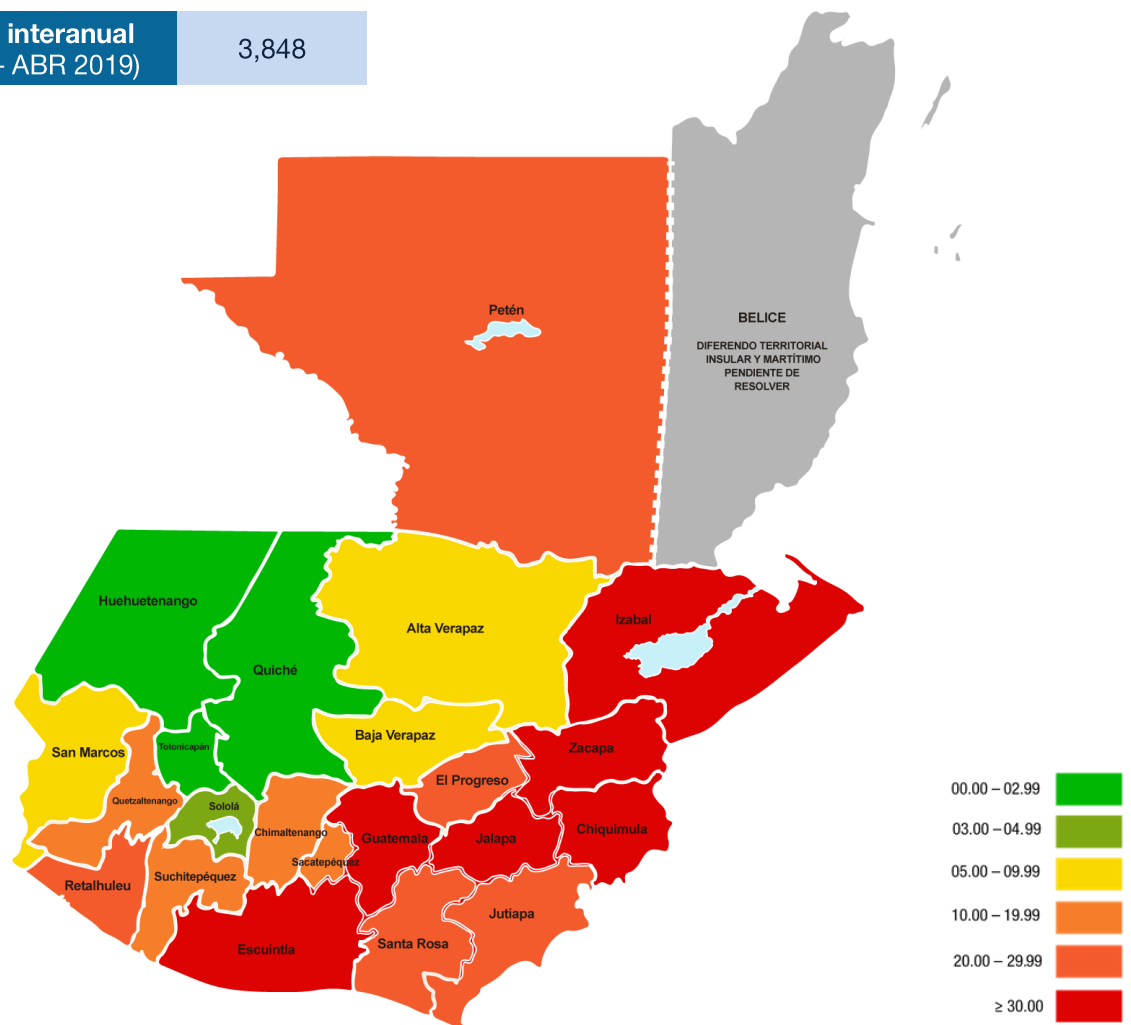 interanual
- ABR 2019)
3,848
Petén
BELICE
DIFERENDO TERRITORIAL
INSULAR Y MARTÍTIMO
PENDIENTE DE
RESOLVER
Huehuetenango
Quiché
Alta Verapaz
Izabal
San Marcos
Totonicapán
Baja Verapaz
Zacapa
El Progreso
Quetzaltenango
Sololá
Chimaltenango
Guatemala
Jalapa
Chiquimula
Sacatepéquez
Retalhuleu
Suchitepéquez
Jutiapa
Escuintla
Santa Rosa
00.00 – 02.99
03.00 – 04.99
05.00 – 09.99
10.00 – 19.99
20.00 – 29.99
≥ 30.00